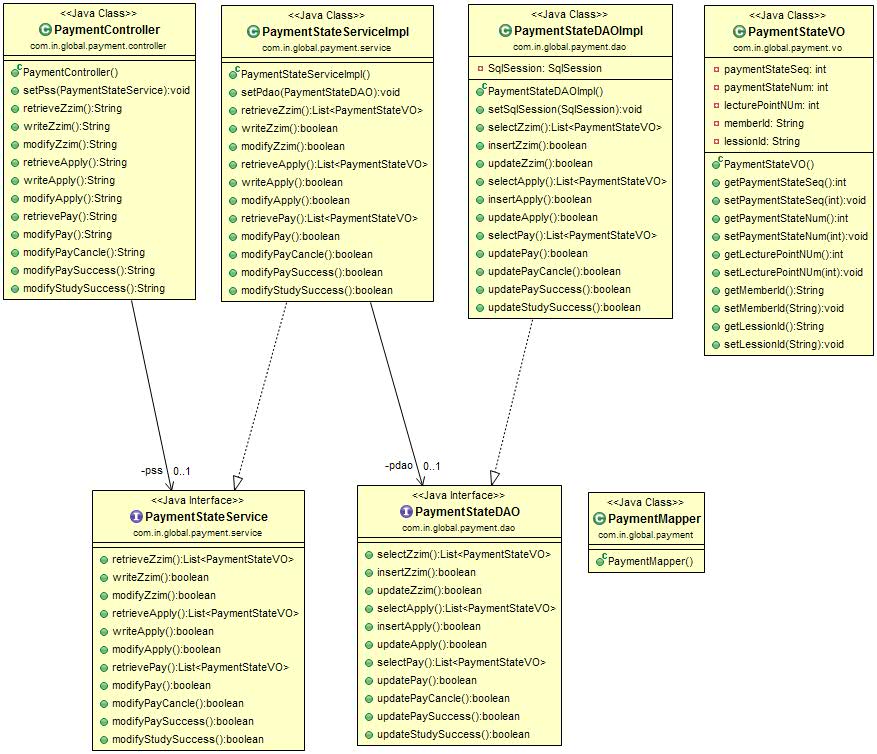 <<Java Class>>
PaymentController
com.in.global.payment.controller
PaymentController()
setPss(PaymentStateService):void
retrieveZzim():String
writeZzim():String
modifyZzim():String
retrieveApply():String
writeApply():String
modifyApply():String
retrievePay():String
modifyPay():String
modifyPayCancle():String
modifyPaySuccess():String
modifyStudySuccess():String
<<Java Class>>
PaymentStateServiceImpl
com.in.global.payment.service
PaymentStateServiceImpl()
setPdao(PaymentStateDAO):void
retrieveZzim():List<PaymentStateVO>
writeZzim():boolean
modifyZzim():boolean
retrieveApply():List<PaymentStateVO>
writeApply():boolean
modifyApply():boolean
retrievePay():List<PaymentStateVO>
modifyPay():boolean
modifyPayCancle():boolean
modifyPaySuccess():boolean
modifyStudySuccess():boolean
<<Java Class>>
PaymentStateDAOImpl
com.in.global.payment.dao
SqlSession: SqlSession
PaymentStateDAOImpl()
setSqlSession(SqlSession):void
selectZzim():List<PaymentStateVO>
insertZzim():boolean
updateZzim():boolean
selectApply():List<PaymentStateVO>
insertApply():boolean
updateApply():boolean
selectPay():List<PaymentStateVO>
updatePay():boolean
updatePayCancle():boolean
updatePaySuccess():boolean
updateStudySuccess():boolean
<<Java Class>>
PaymentStateVO
com.in.global.payment.vo
paymentStateSeq: int
paymentStateNum: int
lecturePointNUm: int
memberId: String
lessionId: String
PaymentStateVO()
getPaymentStateSeq():int
setPaymentStateSeq(int):void
getPaymentStateNum():int
setPaymentStateNum(int):void
getLecturePointNUm():int
setLecturePointNUm(int):void
getMemberId():String
setMemberId(String):void
getLessionId():String
setLessionId(String):void
-pss 0..1
-pdao 0..1
<<Java Interface>>
PaymentStateService
com.in.global.payment.service
retrieveZzim():List<PaymentStateVO>
writeZzim():boolean
modifyZzim():boolean
retrieveApply():List<PaymentStateVO>
writeApply():boolean
modifyApply():boolean
retrievePay():List<PaymentStateVO>
modifyPay():boolean
modifyPayCancle():boolean
modifyPaySuccess():boolean
modifyStudySuccess():boolean
<<Java Interface>>
PaymentStateDAO
com.in.global.payment.dao
selectZzim():List<PaymentStateVO>
insertZzim():boolean
updateZzim():boolean
selectApply():List<PaymentStateVO>
insertApply():boolean
updateApply():boolean
selectPay():List<PaymentStateVO>
updatePay():boolean
updatePayCancle():boolean
updatePaySuccess():boolean
updateStudySuccess():boolean
<<Java Class>>
PaymentMapper
com.in.global.payment
PaymentMapper()